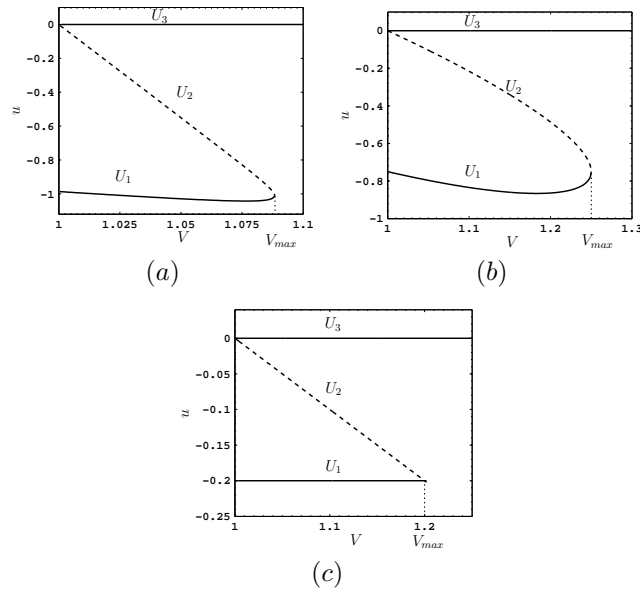 U₃
0
-0.2
U₂
-0.4
u
-0.6
-0.8
U₁
-1
1 1.025 1.05 1.075 1.1
V V_max
(a)
U₃
0
-0.2
U₂
-0.4
u
-0.6
U₁
-0.8
-1
1 1.1 1.2 1.3
V V_max
(b)
U₃
0
-0.05
U₂
-0.1
u
-0.15
U₁
-0.2
-0.25
1 1.1 1.2
V V_max
(c)